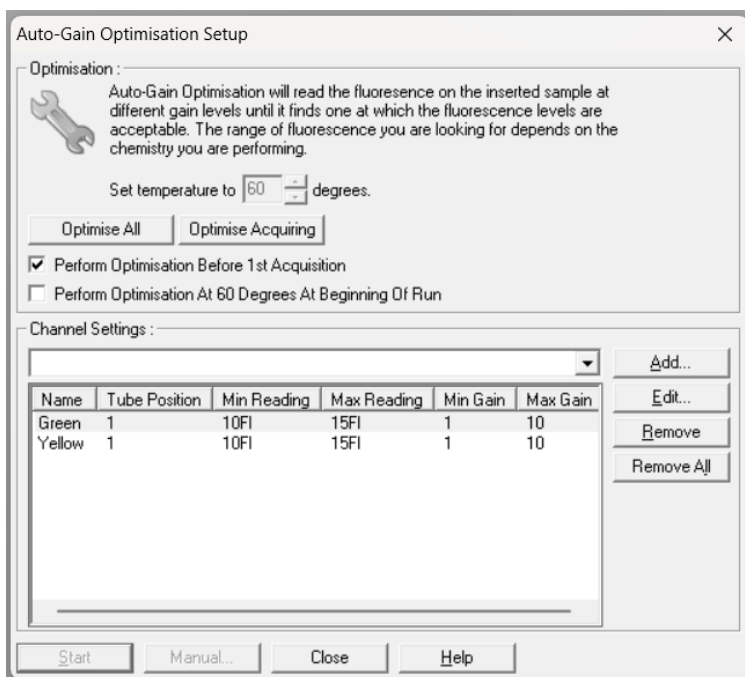 Auto-Gain Optimisation Setup
Optimisation :
Auto-Gain Optimisation will read the fluoresence on the inserted sample at
different gain levels until it finds one at which the fluorescence levels are
acceptable. The range of fluorescence you are looking for depends on the
chemistry you are performing.
Set temperature to 60 degrees.
Optimise All Optimise Acquiring
Perform Optimisation Before 1st Acquisition
Perform Optimisation At 60 Degrees At Beginning Of Run
Channel Settings :
Add...
Name Tube Position Min Reading Max Reading Min Gain Max Gain Edit...
Green 1 10Fl 15Fl 1 10
Remove
Yellow 1 10Fl 15Fl 1 10
Remove All
Start Manual... Close Help